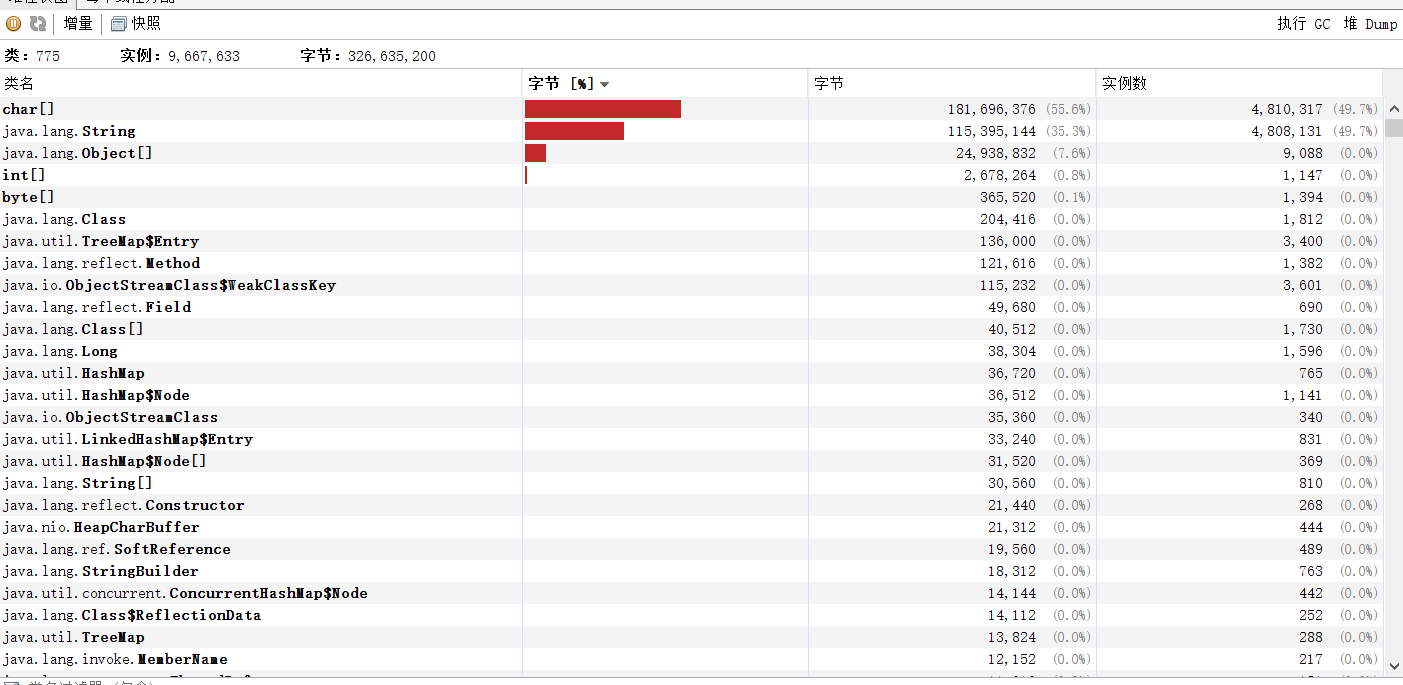 增量 快照 执行 GC 堆 Dump
类: 775 实例: 9,667,633 字节: 326,635,200
类名 字节 [%] 字节 实例数
char[] 181,696,376 (55.6%) 4,810,317 (49.7%)
java.lang.String 115,395,144 (35.3%) 4,808,131 (49.7%)
java.lang.Object[] 24,938,832 (7.6%) 9,088 (0.0%)
int[] 2,678,264 (0.8%) 1,147 (0.0%)
byte[] 365,520 (0.1%) 1,394 (0.0%)
java.lang.Class 204,416 (0.0%) 1,812 (0.0%)
java.util.TreeMap$Entry 136,000 (0.0%) 3,400 (0.0%)
java.lang.reflect.Method 121,616 (0.0%) 1,382 (0.0%)
java.io.ObjectStreamClass$WeakClassKey 115,232 (0.0%) 3,601 (0.0%)
java.lang.reflect.Field 49,680 (0.0%) 690 (0.0%)
java.lang.Class[] 40,512 (0.0%) 1,730 (0.0%)
java.lang.Long 38,304 (0.0%) 1,596 (0.0%)
java.util.HashMap 36,720 (0.0%) 765 (0.0%)
java.util.HashMap$Node 36,512 (0.0%) 1,141 (0.0%)
java.io.ObjectStreamClass 35,360 (0.0%) 340 (0.0%)
java.util.LinkedHashMap$Entry 33,240 (0.0%) 831 (0.0%)
java.util.HashMap$Node[] 31,520 (0.0%) 369 (0.0%)
java.lang.String[] 30,560 (0.0%) 810 (0.0%)
java.lang.reflect.Constructor 21,440 (0.0%) 268 (0.0%)
java.nio.HeapCharBuffer 21,312 (0.0%) 444 (0.0%)
java.lang.ref.SoftReference 19,560 (0.0%) 489 (0.0%)
java.lang.StringBuilder 18,312 (0.0%) 763 (0.0%)
java.util.concurrent.ConcurrentHashMap$Node 14,144 (0.0%) 442 (0.0%)
java.lang.Class$ReflectionData 14,112 (0.0%) 252 (0.0%)
java.util.TreeMap 13,824 (0.0%) 288 (0.0%)
java.lang.invoke.MemberName 12,152 (0.0%) 217 (0.0%)